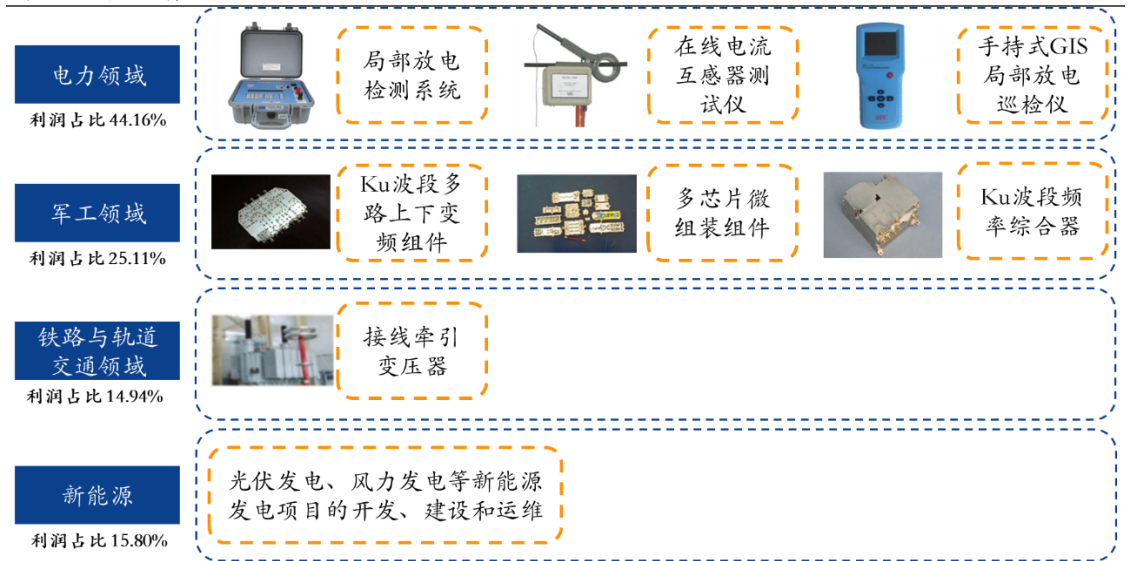 电力领域
利润占比44.16%
局部放电
检测系统
在线电流
互感器测
试仪
手持式GIS
局部放电
巡检仪
军工领域
利润占比25.11%
Ku波段多
路上下变
频组件
多芯片微
组装组件
Ku波段频
率综合器
铁路与轨道
交通领域
利润占比14.94%
接线牵引
变压器
新能源
利润占比15.80%
光伏发电、风力发电等新能源
发电项目的开发、建设和运维